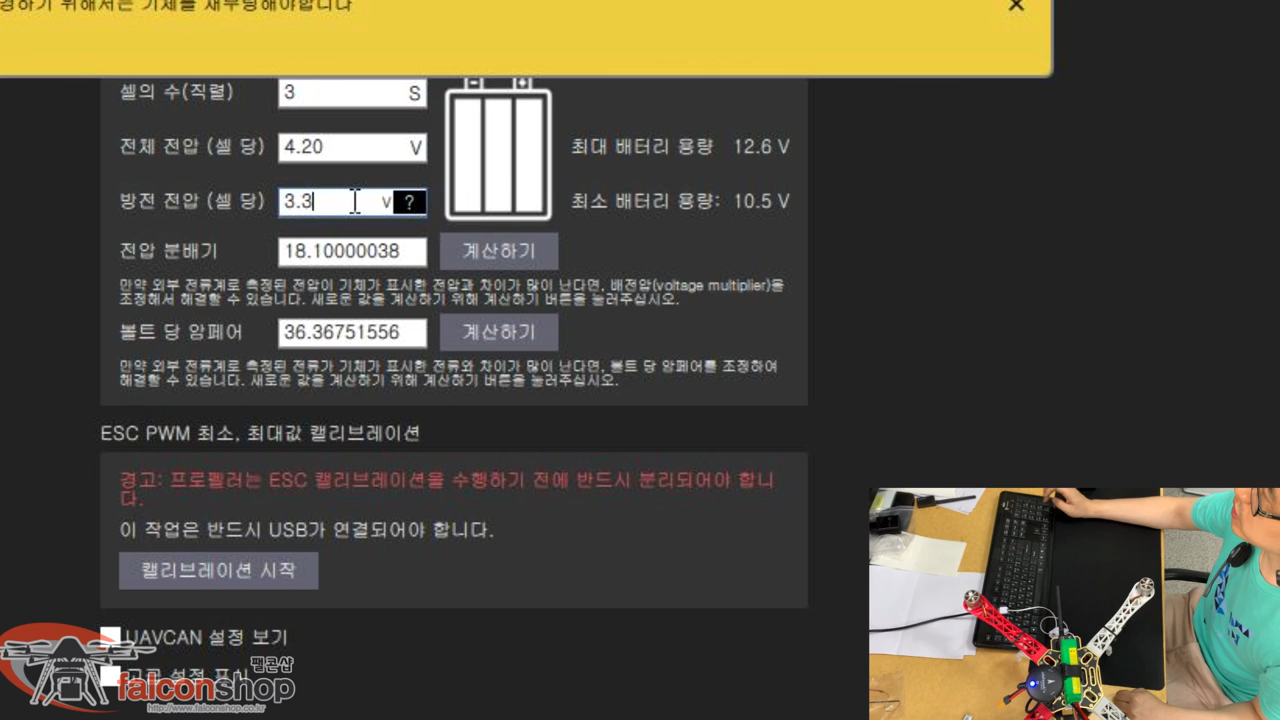 경하기 위해서는 기체를 재부팅해야합니다
×
셀의 수(직렬) 3 S
전체 전압 (셀 당) 4.20 V 최대 배터리 용량 12.6 V
방전 전압 (셀 당) 3.3 v ? 최소 배터리 용량: 10.5 V
전압 분배기 18.10000038 계산하기
만약 외부 전류계로 측정된 전압이 기체가 표시한 전압과 차이가 많이 난다면, 배전압(voltage multiplier)을
조정해서 해결할 수 있습니다. 새로운 값을 계산하기 위해 계산하기 버튼을 눌러주십시오.
볼트 당 암페어 36.36751556 계산하기
만약 외부 전류계로 측정된 전류가 기체가 표시한 전류와 차이가 많이 난다면, 볼트 당 암페어를 조정하여
해결할 수 있습니다. 새로운 값을 계산하기 위해 계산하기 버튼을 눌러주십시오.
ESC PWM 최소, 최대값 캘리브레이션
경고: 프로펠러는 ESC 캘리브레이션을 수행하기 전에 반드시 분리되어야 합니
다.
이 작업은 반드시 USB가 연결되어야 합니다.
캘리브레이션 시작
UAVCAN 설정 보기
팰콘샵
falconshop
http://www.falconshop.co.kr